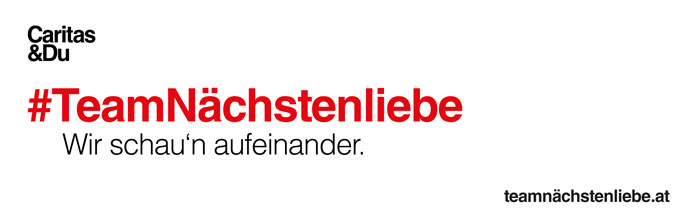 Caritas
&Du
#TeamNächstenliebe
Wir schau‘n aufeinander.
teamnächstenliebe.at